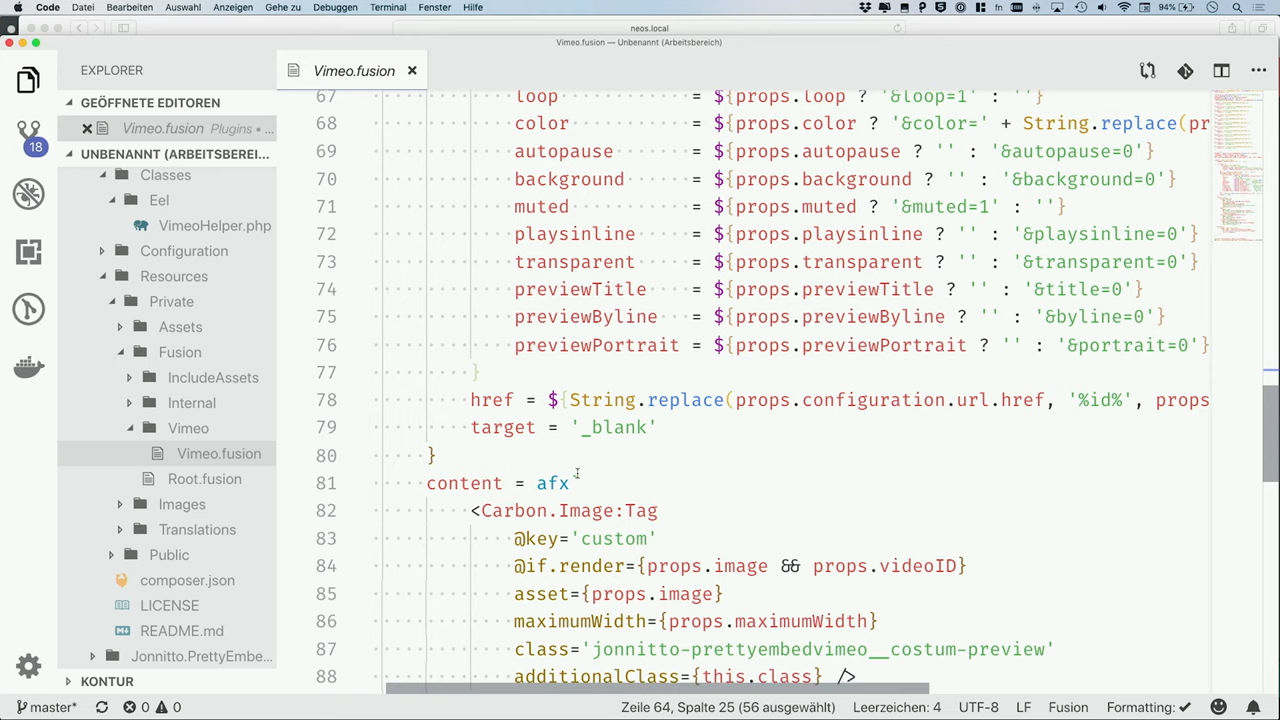 Code Datei Bearbeiten Auswahl Anzeigen Gehe zu Debuggen Terminal Fenster Hilfe
94%
neos.local
Vimeo.fusion — Unbenannt (Arbeitsbereich)
EXPLORER
Vimeo.fusion
GEÖFFNETE EDITOREN
Vimeo.fusion Plugins - ...
UNBENANNT (ARBEITSBEREI...
18
Classes
Eel
VimeoHelper.php
Configuration
Resources
Private
Assets
Fusion
IncludeAssets
Internal
Vimeo
Vimeo.fusion
Root.fusion
Images
Translations
Public
composer.json
LICENSE
README.md
Jonnitto.PrettyEmbe...
KONTUR
67 loop = ${props.loop ? '&loop=1' : ''
68 = ${props.color ? '&col + String.replace(
69 = ${props. ? '&autopause=0
70 = ${props.background ? '&background=0
71 = ${props. ? '&muted=1' : ''}
72 = ${props.playsinline '&playsinline=0'}
73 transparent = ${props.transparent ? '' : '&transparent=0'}
74 previewTitle = ${props.previewTitle ? '' : '&title=0'}
75 previewByline = ${props.previewByline ? '' : '&byline=0'}
76 previewPortrait = ${props.previewPortrait ? '' : '&portrait=0'}
77 }
78 href = ${String.replace(props.configuration.url.href, '%id%', props
79 target = '_blank'
80 }
81 content = afx`
82 <Carbon.Image:Tag
83 @key='custom'
84 @if.render={props.image && props.videoID}
85 asset={props.image}
86 maximumWidth={props.maximumWidth}
87 class='jonnitto-prettyembedvimeo__costum-preview'
88 additionalClass={this.class} />
master* 0 0 Zeile 64, Spalte 25 (56 ausgewählt) Leerzeichen: 4 UTF-8 LF Fusion Formatting: ✓